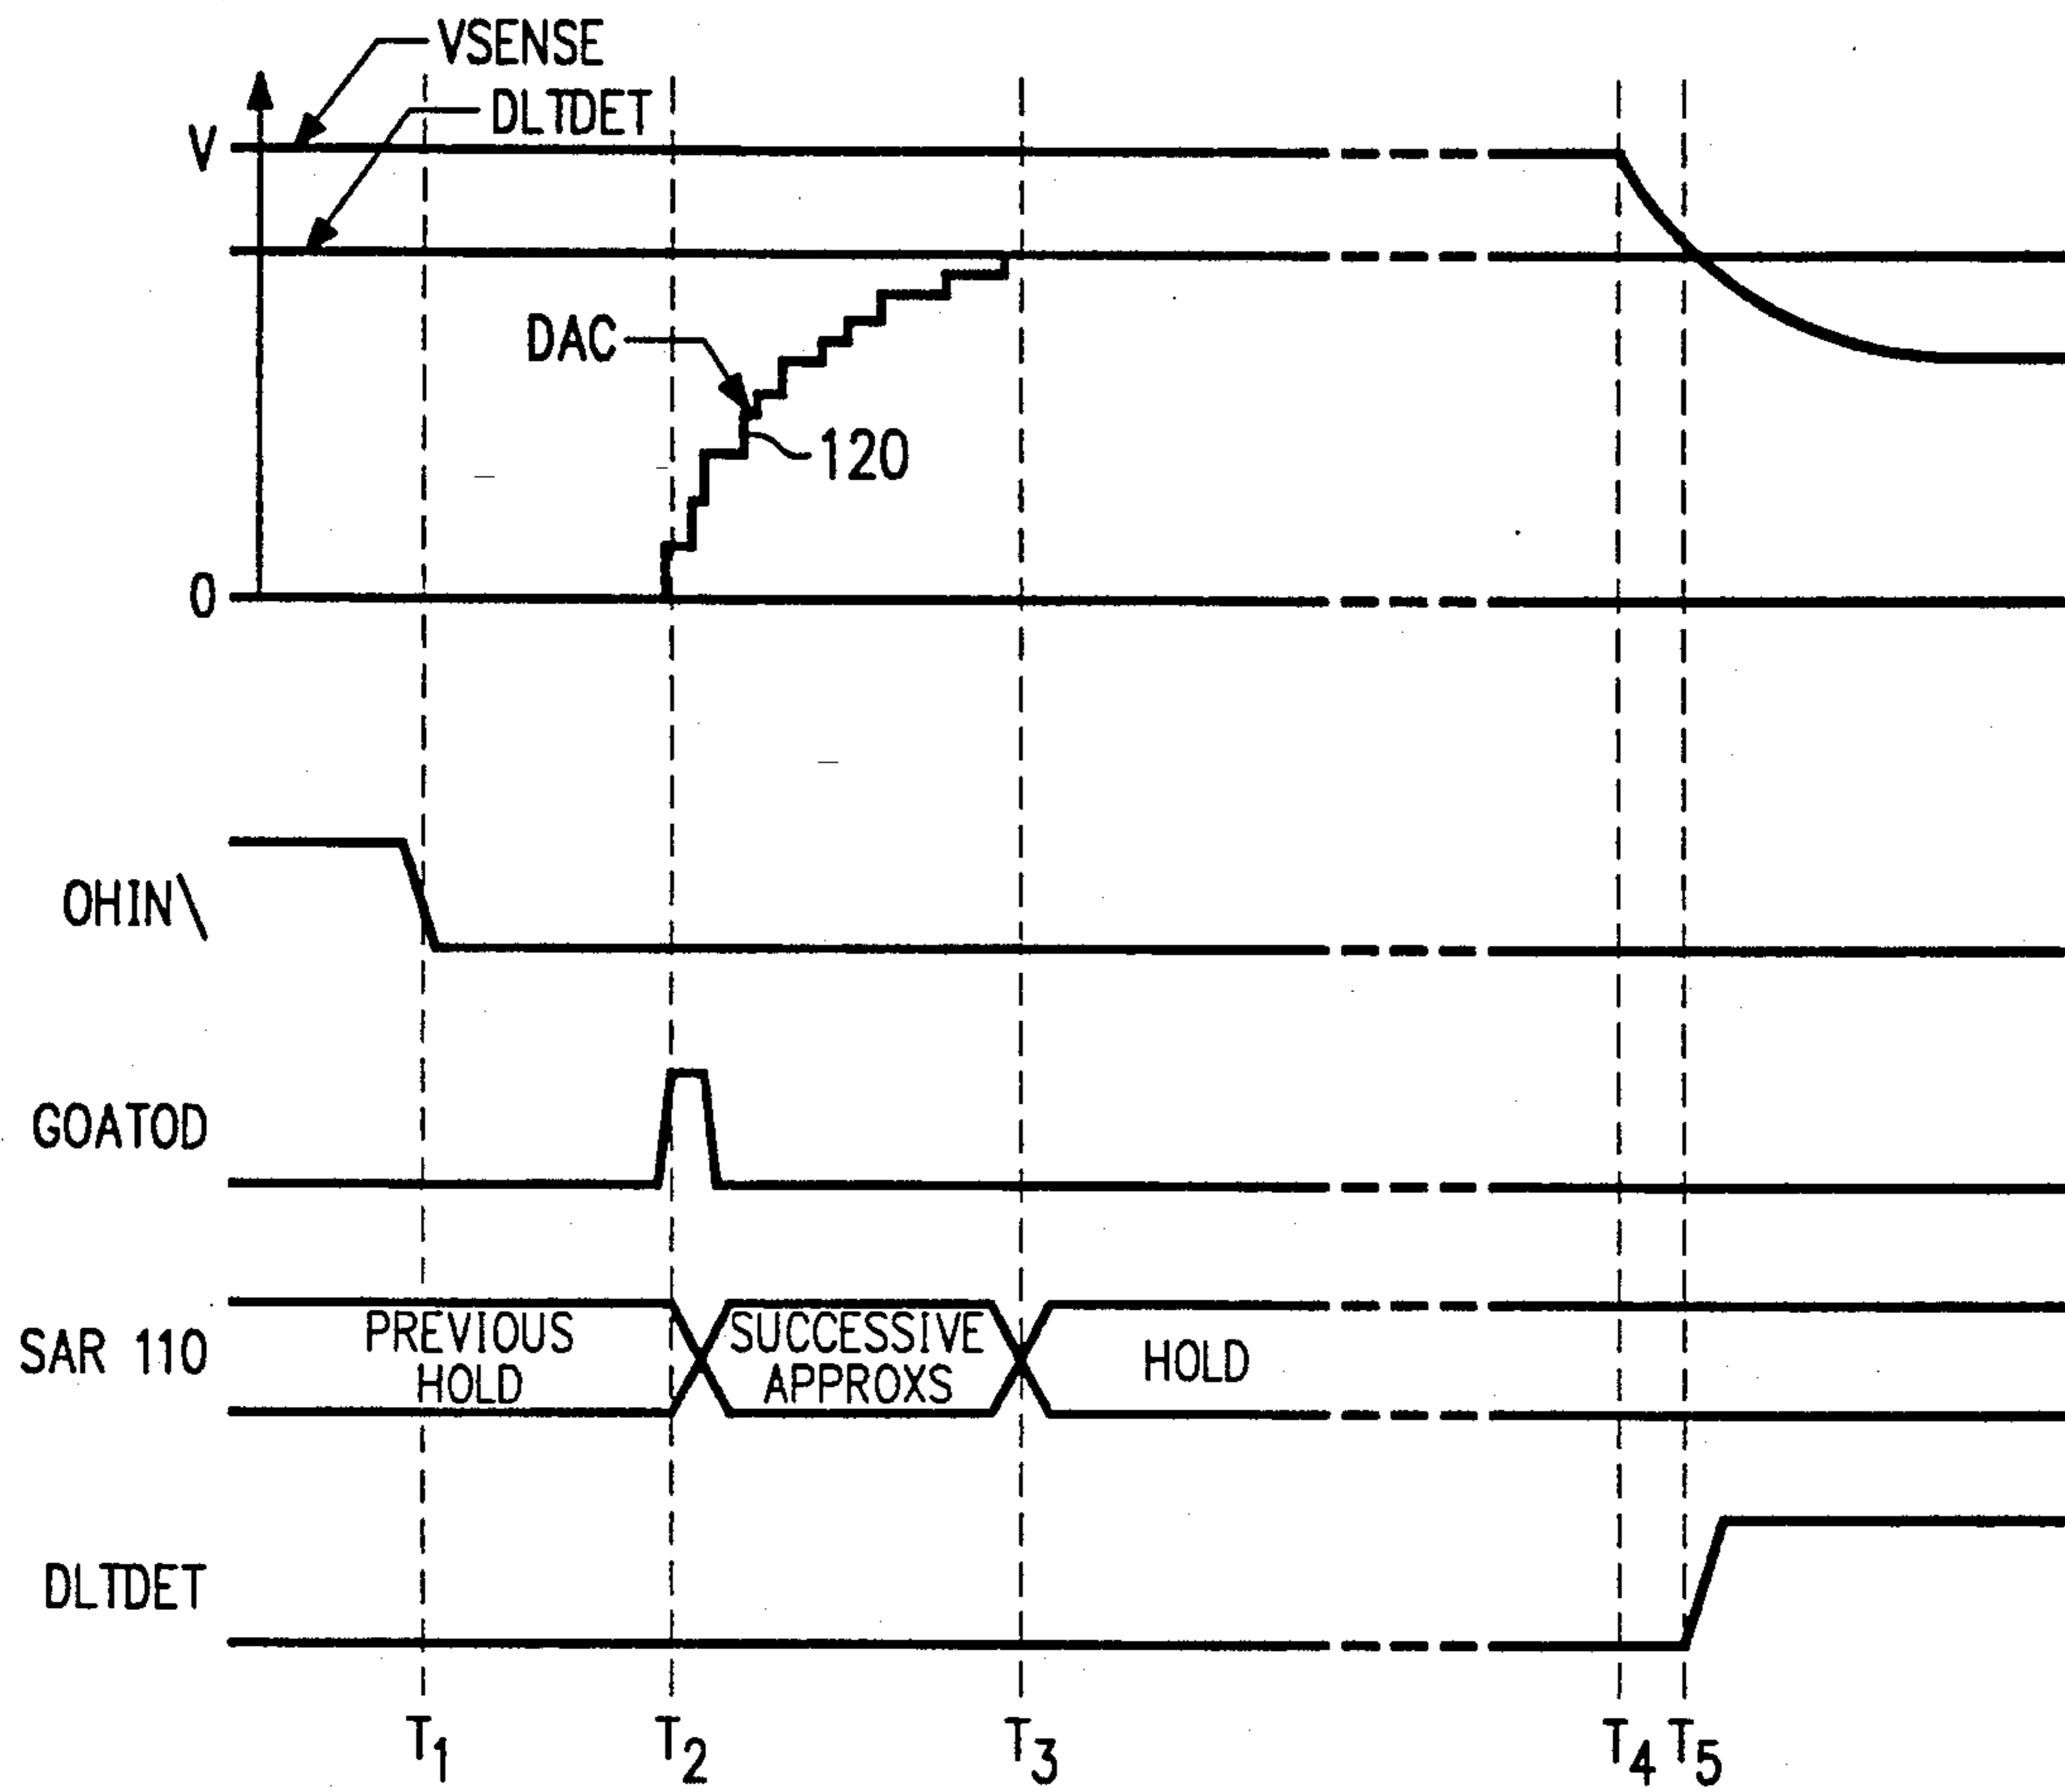 VSENSE
DLTDET
V
DAC
120
0
OHIN\
GOATOD
SAR 110
PREVIOUS
HOLD
SUCCESSIVE
APPROXS
HOLD
DLTDET
T1
T2
T3
T4
T5